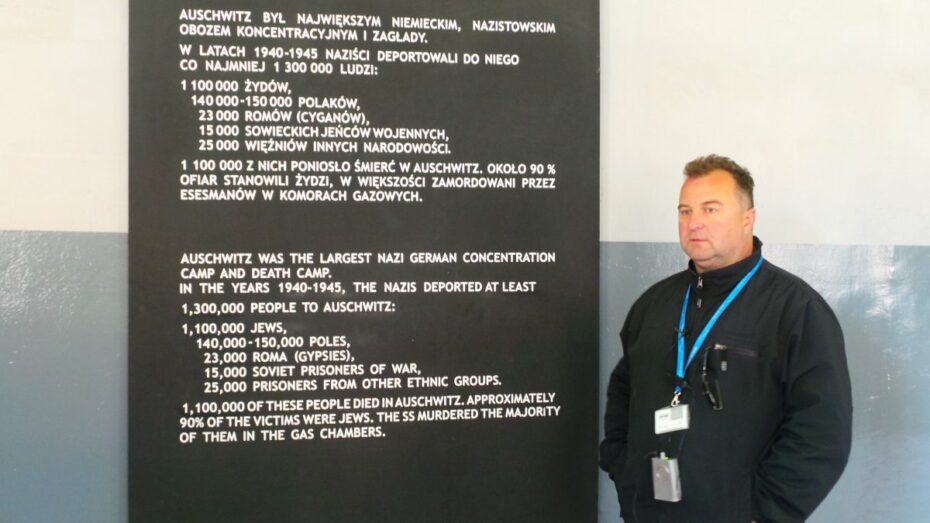 AUSCHWITZ BYŁ NAJWIĘKSZYM NIEMIECKIM, NAZISTOWSKIM
OBOZEM KONCENTRACYJNYM I ZAGŁADY.
W LATACH 1940-1945 NAZIŚCI DEPORTOWALI DO NIEGO
CO NAJMNIEJ 1 300 000 LUDZI:
1 100 000 ŻYDÓW,
140 000-150 000 POLAKÓW,
23 000 ROMÓW (CYGANÓW),
15 000 SOWIECKICH JEŃCÓW WOJENNYCH,
25 000 WIĘŹNIÓW INNYCH NARODOWOŚCI.
1 100 000 Z NICH PONIOSŁO ŚMIERĆ W AUSCHWITZ. OKOŁO 90 %
OFIAR STANOWILI ŻYDZI, W WIĘKSZOŚCI ZAMORDOWANI PRZEZ
ESESMANÓW W KOMORACH GAZOWYCH.
AUSCHWITZ WAS THE LARGEST NAZI GERMAN CONCENTRATION
CAMP AND DEATH CAMP.
IN THE YEARS 1940-1945, THE NAZIS DEPORTED AT LEAST
1,300,000 PEOPLE TO AUSCHWITZ:
1,100,000 JEWS,
140,000-150,000 POLES,
23,000 ROMA (GYPSIES),
15,000 SOVIET PRISONERS OF WAR,
25,000 PRISONERS FROM OTHER ETHNIC GROUPS.
1,100,000 OF THESE PEOPLE DIED IN AUSCHWITZ. APPROXIMATELY
90% OF THE VICTIMS WERE JEWS. THE SS MURDERED THE MAJORITY
OF THEM IN THE GAS CHAMBERS.